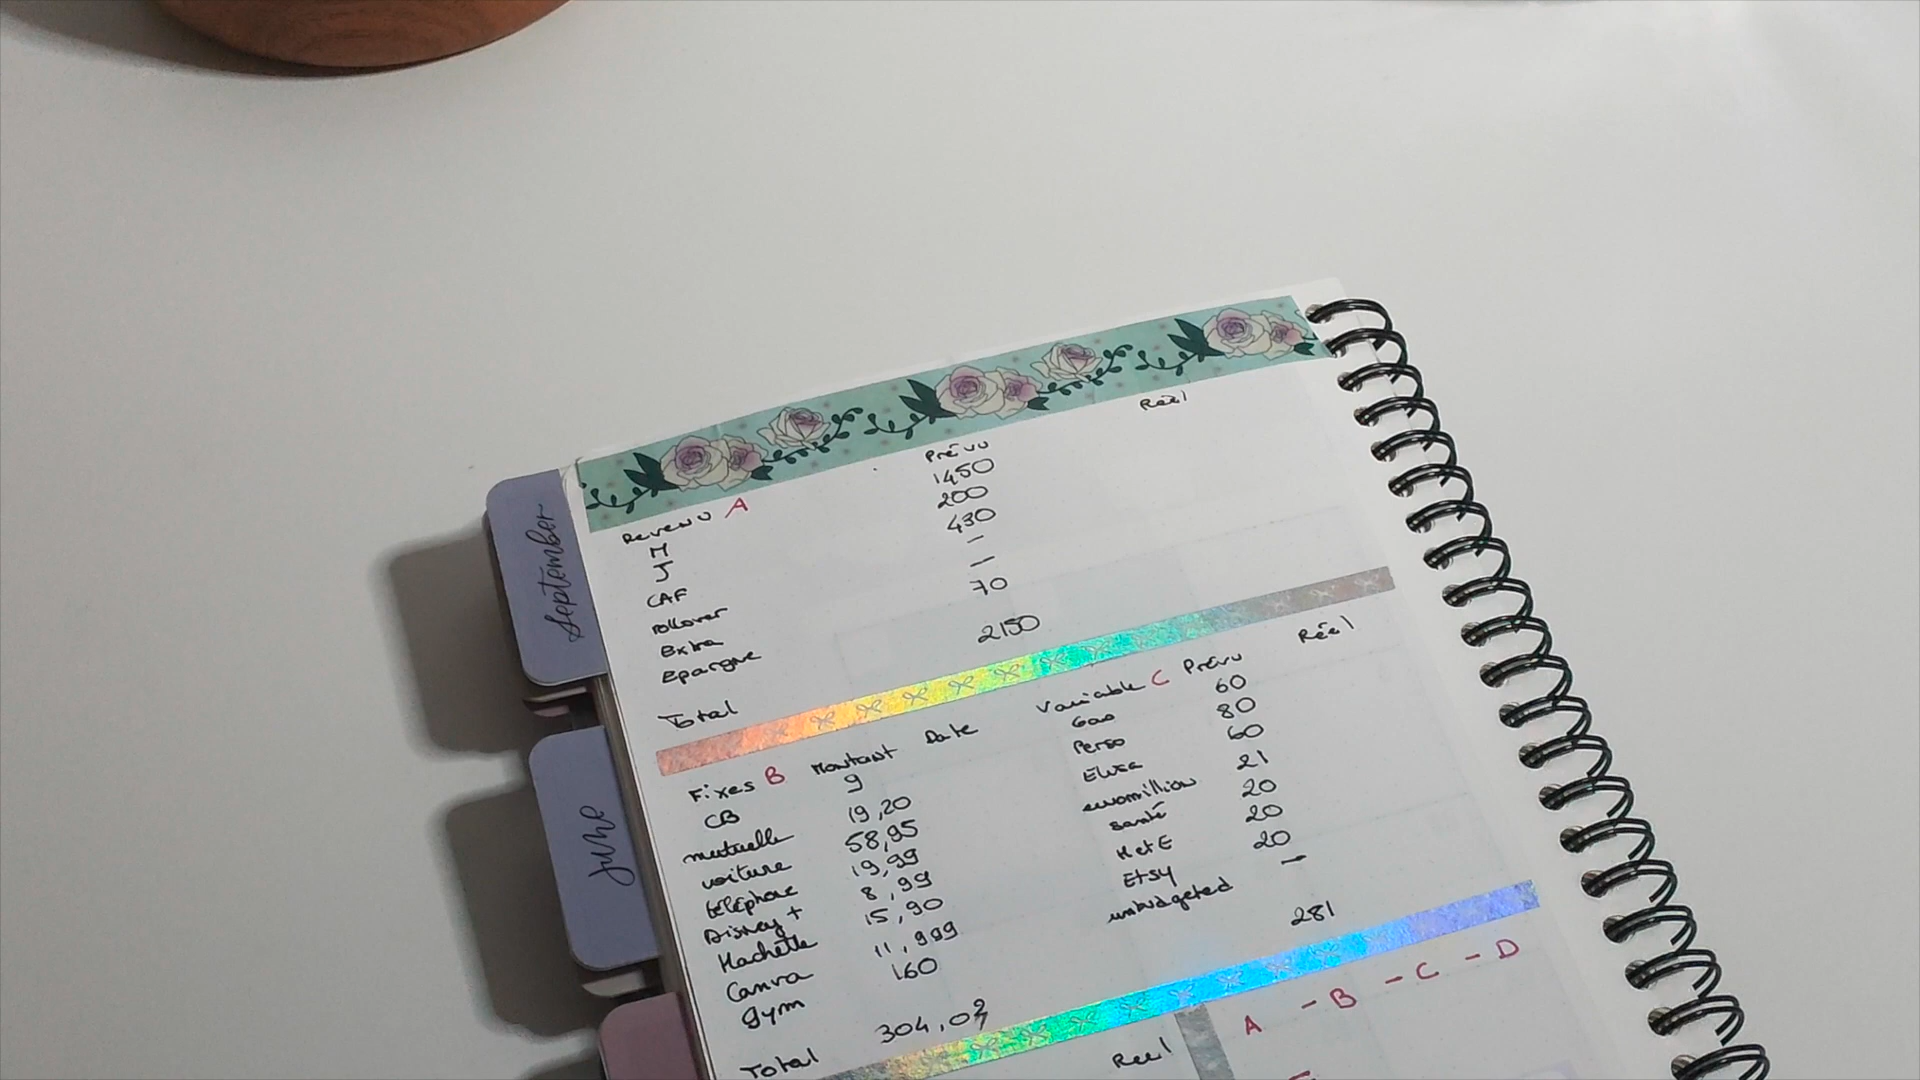 Prévu Réel
Revenu A 1450
M 200
J 430
CAF -
rollover -
Extra 70
Epargne
Total 2150
Fixes B Montant Date
CB 9
mutuelle 19,20
voiture 58,95
téléphone 19,99
Disney + 8,99
Hachette 15,90
Canva 11,999
gym 160
Total 304,02
Variable C Prévu Réel
Gas 60
Perso 80
Elisa 60
euromillion 21
santé 20
M et E 20
Etsy 20
unbudgeted -
281
A - B - C - D
Reel
September
June